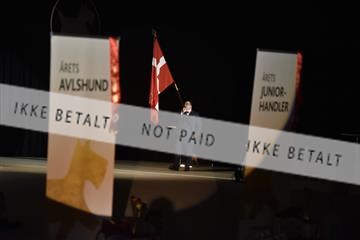 ÅRETS
AVLSHUND
ÅRETS
JUNIOR-
HANDLER
IKKE BETALT NOT PAID IKKE BETALT